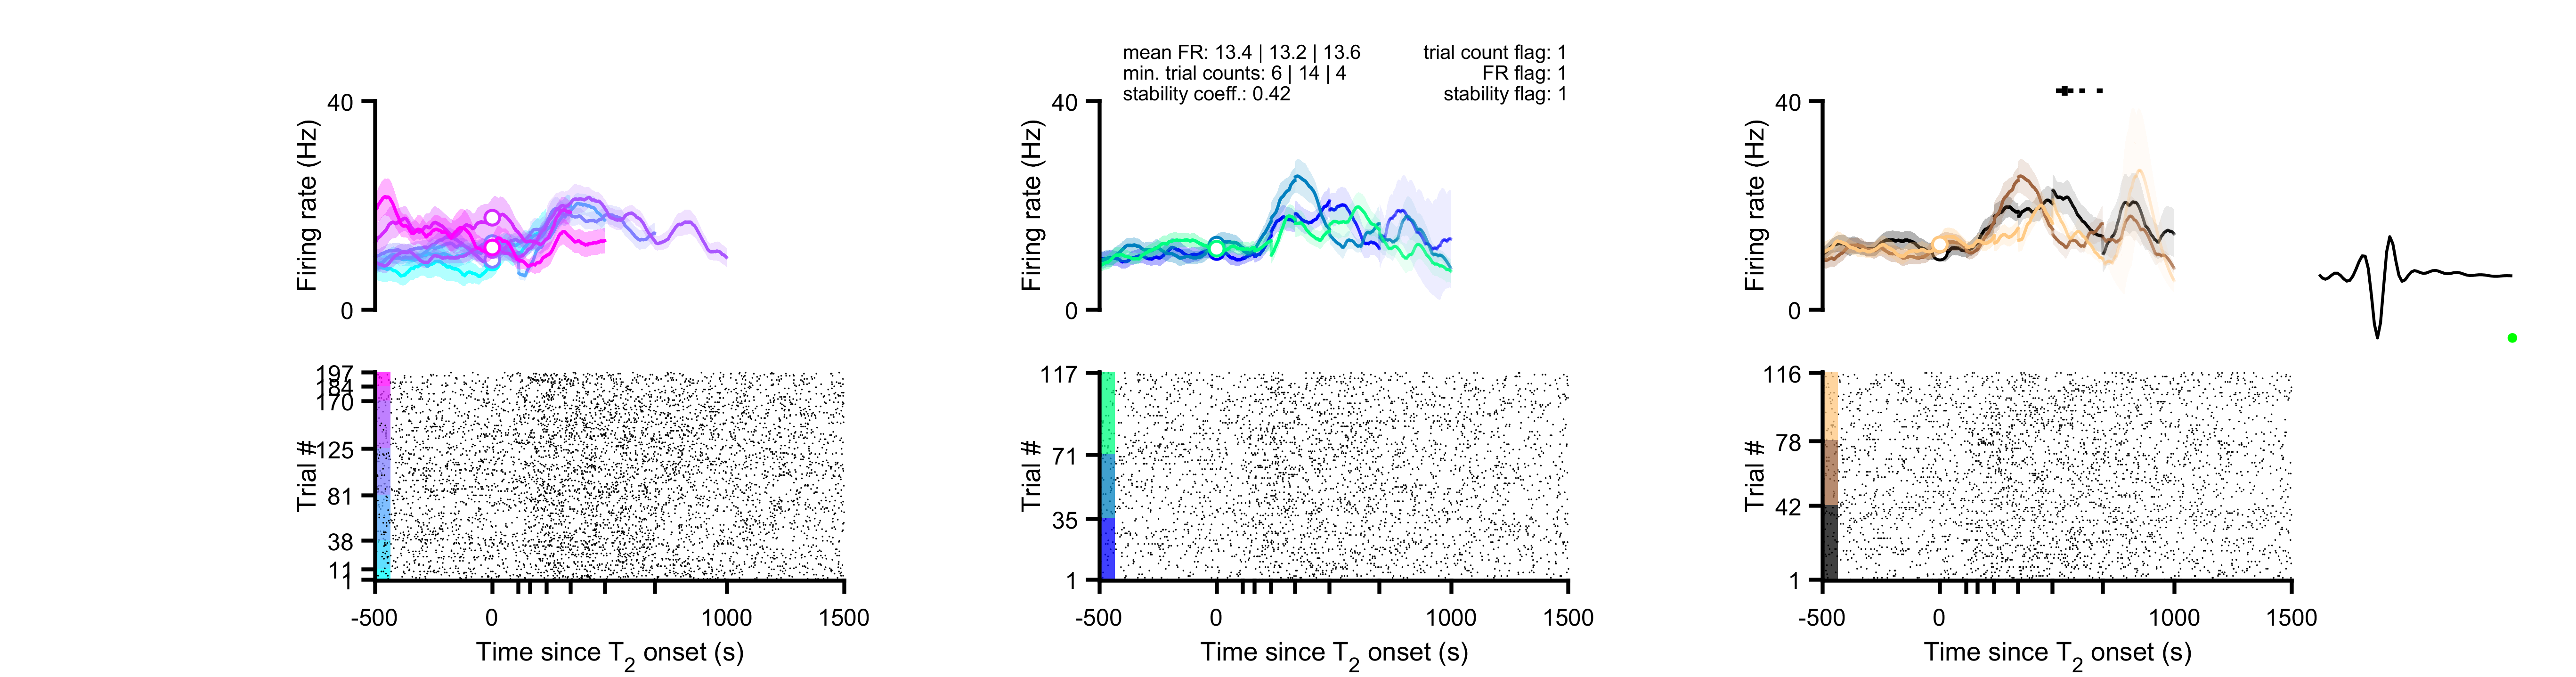 mean FR: 13.4 | 13.2 | 13.6
min. trial counts: 6 | 14 | 4
stability coeff.: 0.42
trial count flag: 1
FR flag: 1
stability flag: 1
40
Firing rate (Hz)
0
40
Firing rate (Hz)
0
40
Firing rate (Hz)
0
197
184
170
125
81
38
11
1
Trial #
-500
0
1000
1500
Time since T2 onset (s)
117
71
35
1
Trial #
-500
0
1000
1500
Time since T2 onset (s)
116
78
42
1
Trial #
-500
0
1000
1500
Time since T2 onset (s)